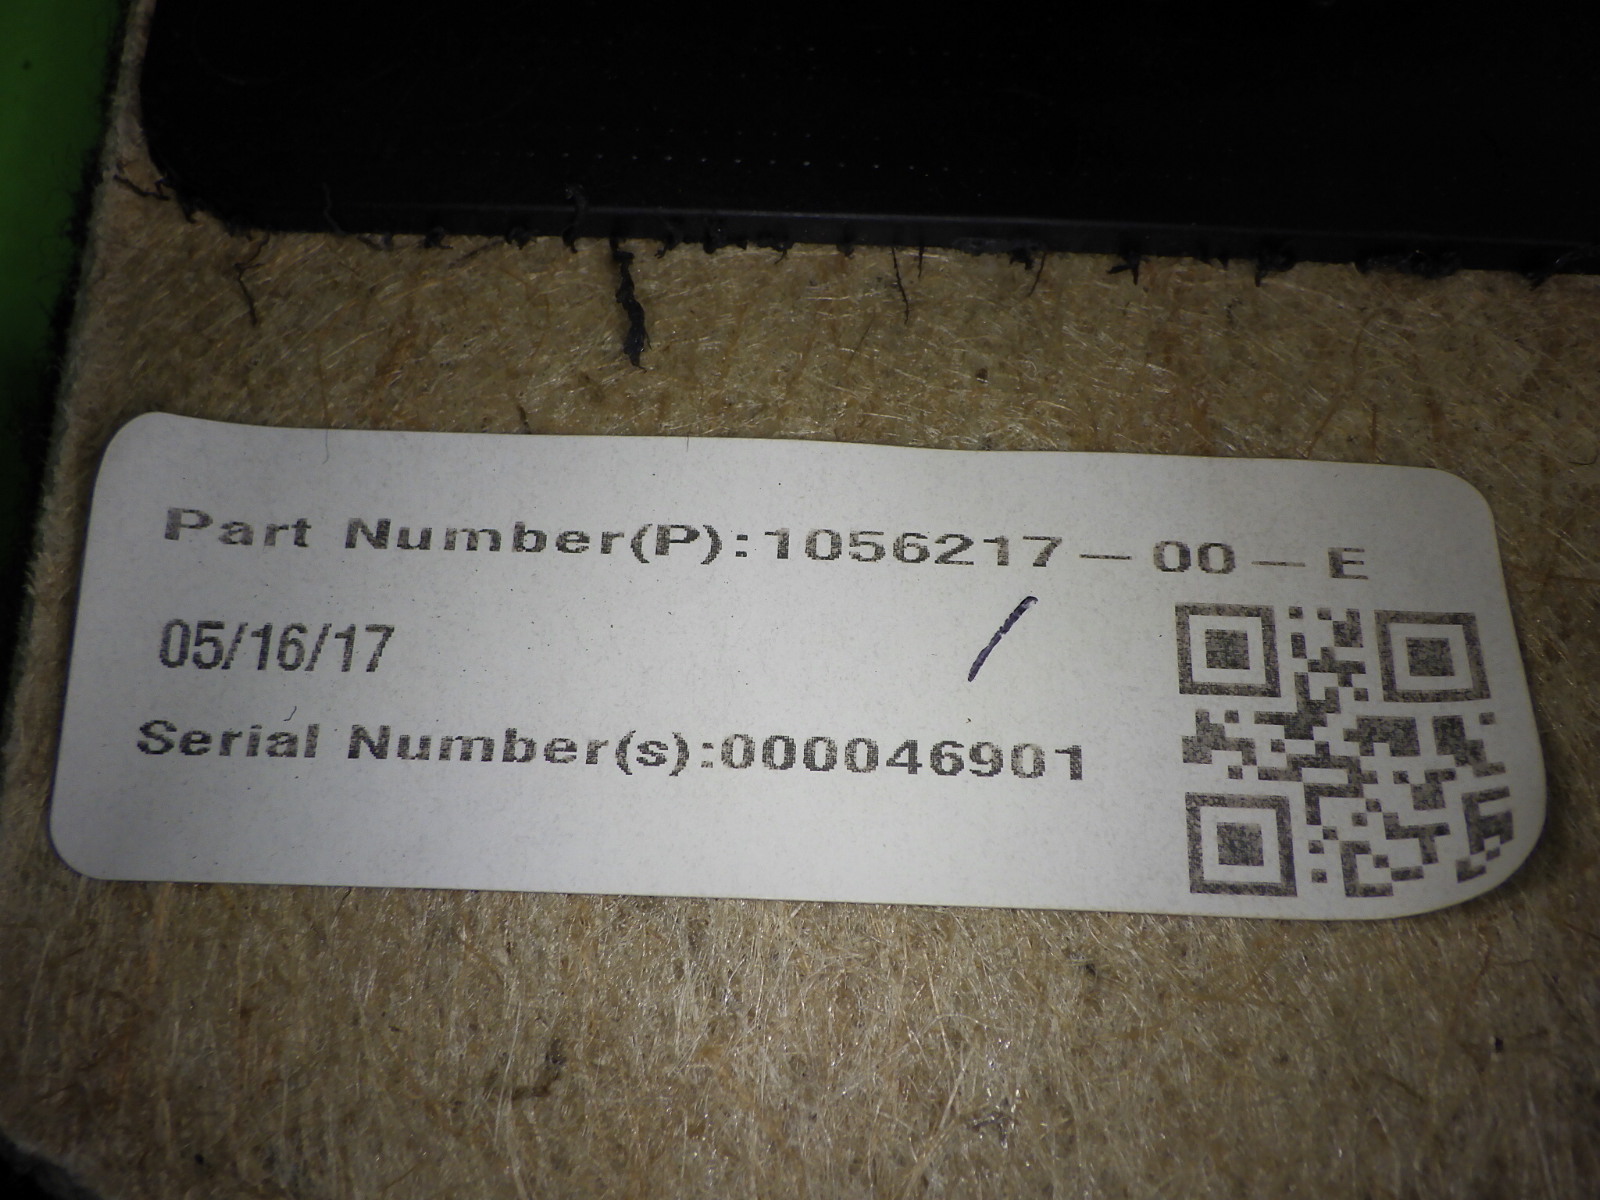 Part Number(P):1056217-00-E
05/16/17
Serial Number(s):000046901